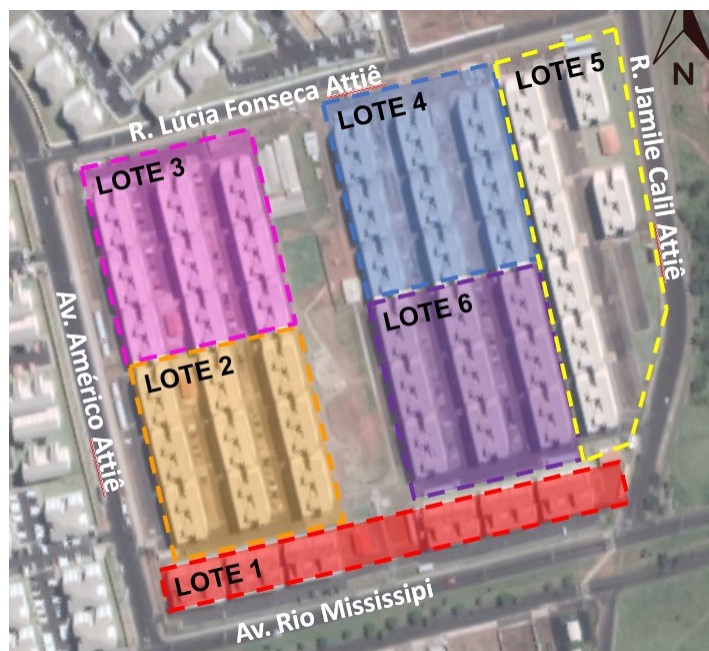 R. Lúcia Fonseca Attiê
LOTE 5
N
LOTE 4
R. Jamile Calil Attiê
LOTE 3
LOTE 6
Av. Américo Attiê
LOTE 2
LOTE 1
Av. Rio Mississipi